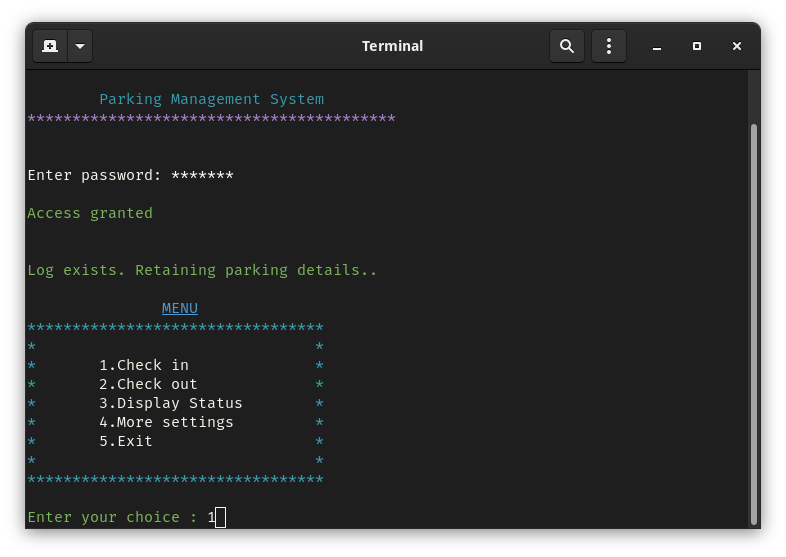 Terminal
Parking Management System
*****************************************
Enter password: *******
Access granted
Log exists. Retaining parking details..
MENU
*********************************
*                               *
*       1.Check in              *
*       2.Check out             *
*       3.Display Status        *
*       4.More settings         *
*       5.Exit                  *
*                               *
*********************************
Enter your choice : 1